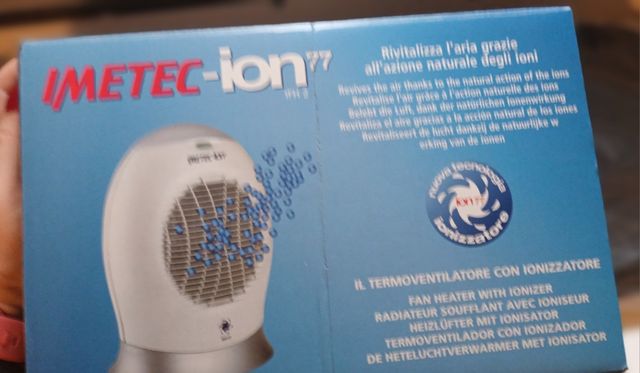 IMETEC-ion77
Rivitalizza l'aria grazie
all'azione naturale degli ioni
Revives the air thanks to the natural action of the ions
Revitalise l'air grâce à l'action naturelle des ions
Belebt die Luft, dank der natürlichen Ionenwirkung
Revitaliza el aire gracias a la accion natural de los iones
Revitaliseert de lucht dankzij de natuurlijke w
erking van de ionen
nuova tecnologia
ion77
ionizzatore
IL TERMOVENTILATORE CON IONIZZATORE
FAN HEATER WITH IONIZER
RADIATEUR SOUFFLANT AVEC IONISEUR
HEIZLÜFTER MIT IONISATOR
TERMOVENTILADOR CON IONIZADOR
DE HETELUCHTVERWARMER MET IONISATOR